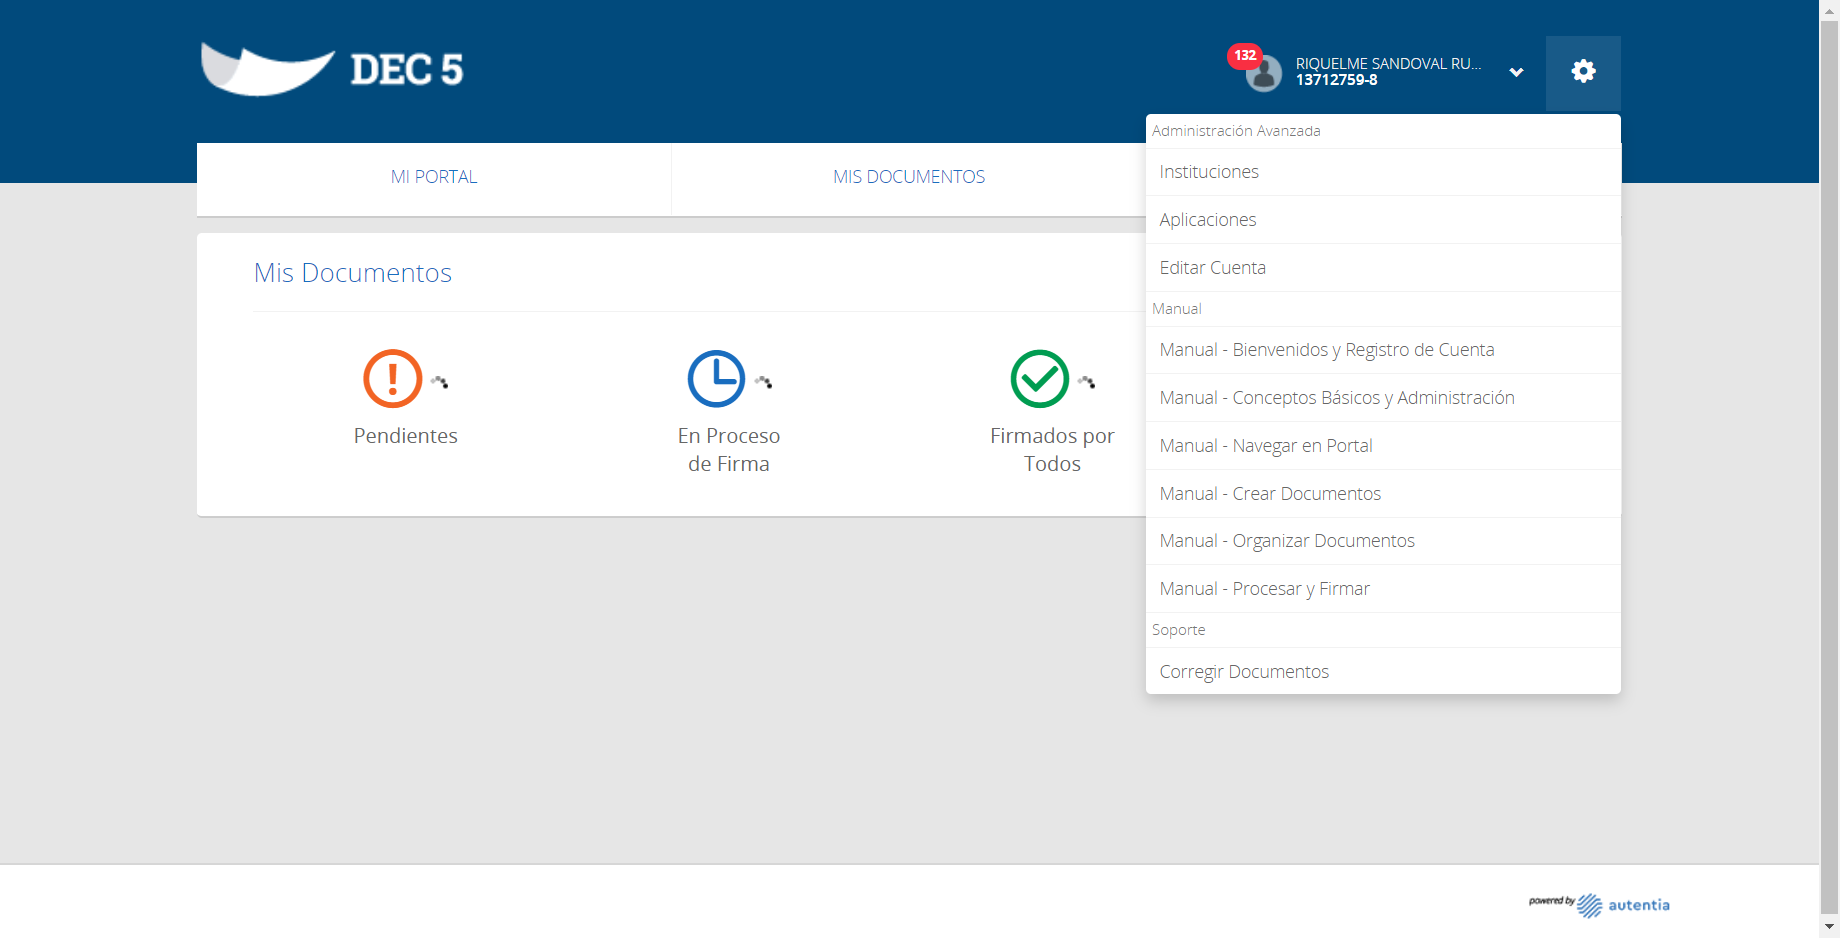 DEC 5
132
RIQUELME SANDOVAL RU...
13712759-8
MI PORTAL
MIS DOCUMENTOS
Administración Avanzada
Instituciones
Aplicaciones
Editar Cuenta
Manual
Manual - Bienvenidos y Registro de Cuenta
Manual - Conceptos Básicos y Administración
Manual - Navegar en Portal
Manual - Crear Documentos
Manual - Organizar Documentos
Manual - Procesar y Firmar
Soporte
Corregir Documentos
Mis Documentos
Pendientes
En Proceso
de Firma
Firmados por
Todos
powered by autentia